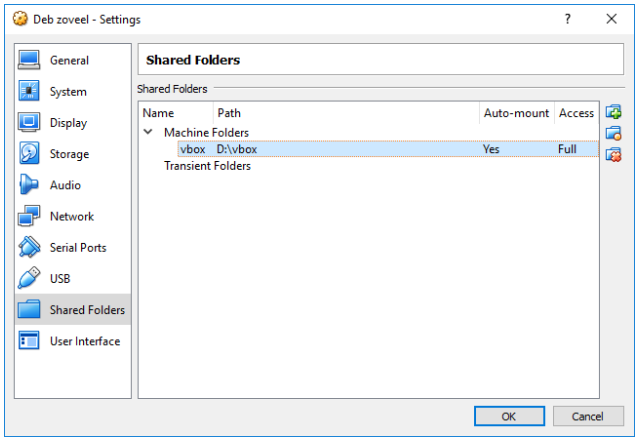 Deb zoveel - Settings ?
General
System
Display
Storage
Audio
Network
Serial Ports
USB
Shared Folders
User Interface
Shared Folders
Shared Folders
Name Path Auto-mount Access
Machine Folders
vbox D:\vbox Yes Full
Transient Folders
OK Cancel